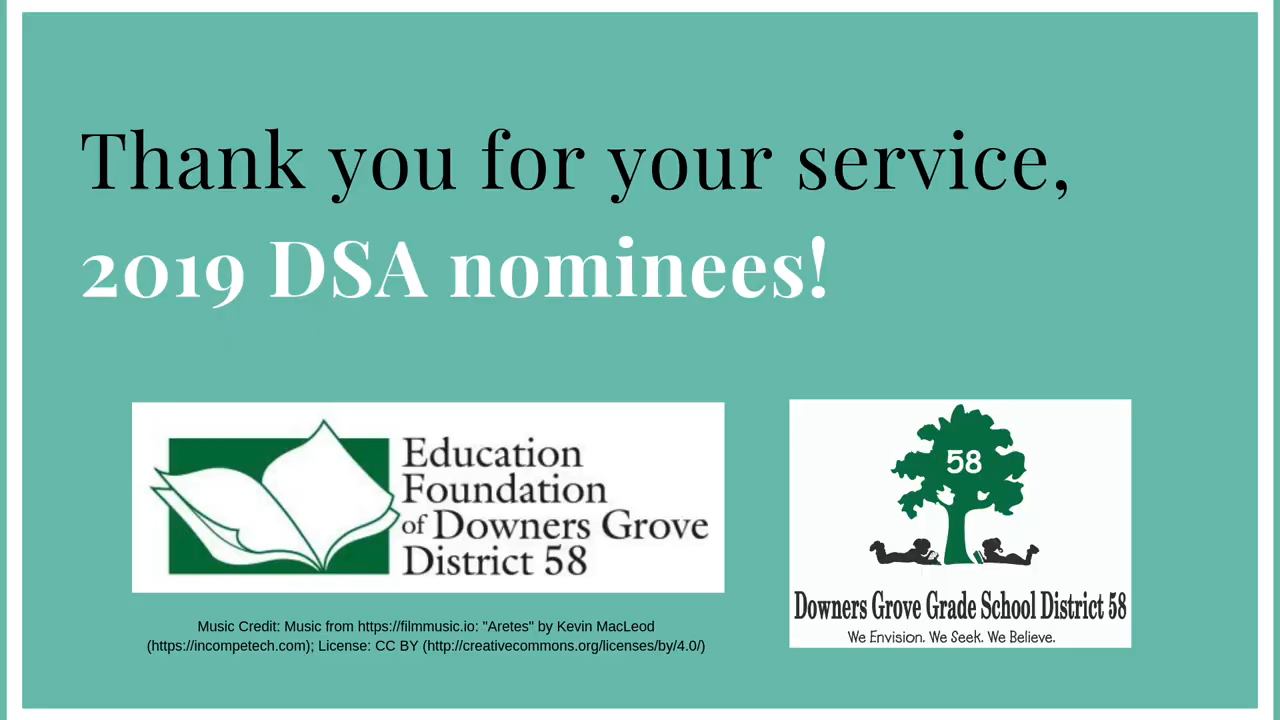 Thank you for your service,
2019 DSA nominees!
Education
Foundation
of Downers Grove
District 58
58
Downers Grove Grade School District 58
We Envision. We Seek. We Believe.
Music Credit: Music from https://filmmusic.io: "Aretes" by Kevin MacLeod
(https://incompetech.com); License: CC BY (http://creativecommons.org/licenses/by/4.0/)